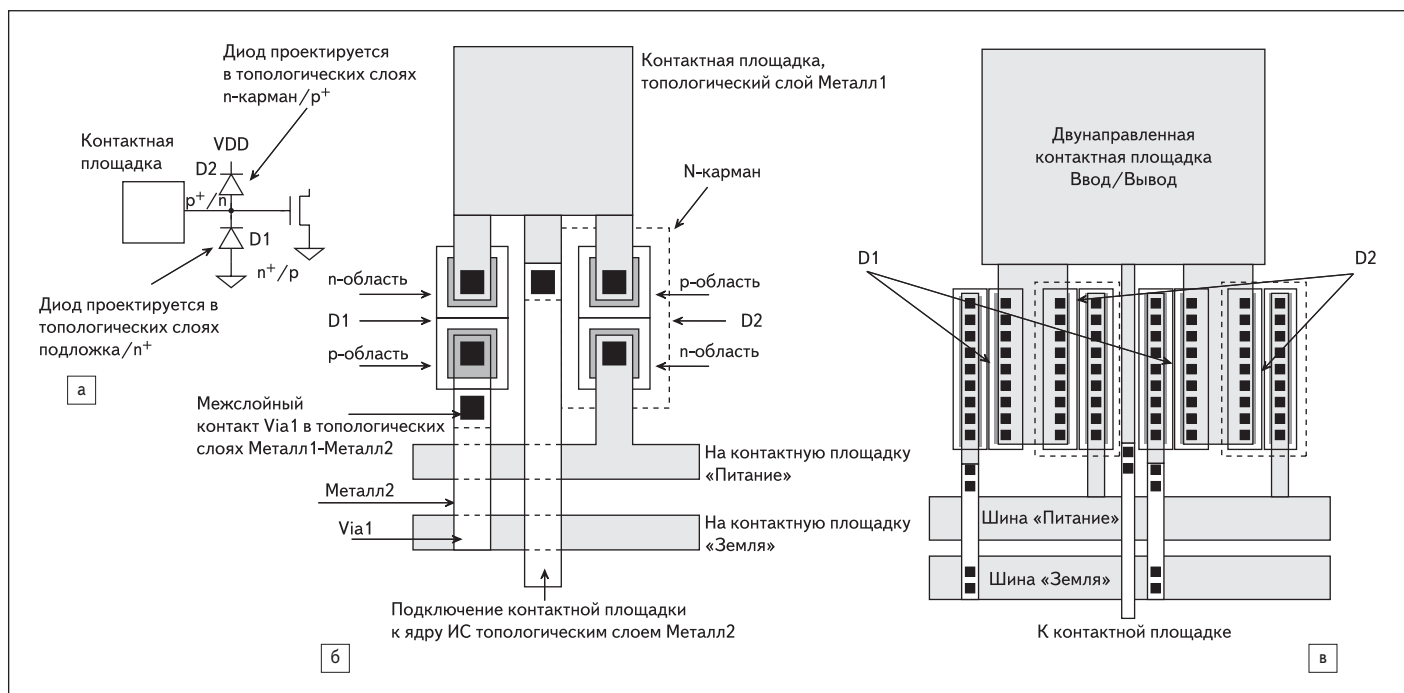 Диод проектируется
в топологических слоях
n-карман/p+
Контактная
площадка
VDD
D2
p+/n
D1
n+/p
Диод проектируется в
топологических слоях
подложка/n+
а
Контактная площадка,
топологический слой Металл1
N-карман
n-область
D1
p-область
p-область
D2
n-область
Межслойный
контакт Via1 в топологических
слоях Металл1-Металл2
Металл2
Via1
На контактную площадку
«Питание»
На контактную площадку
«Земля»
Подключение контактной площадки
к ядру ИС топологическим слоем Металл2
б
Двунаправленная
контактная площадка
Ввод/Вывод
D1
D2
Шина «Питание»
Шина «Земля»
К контактной площадке
в